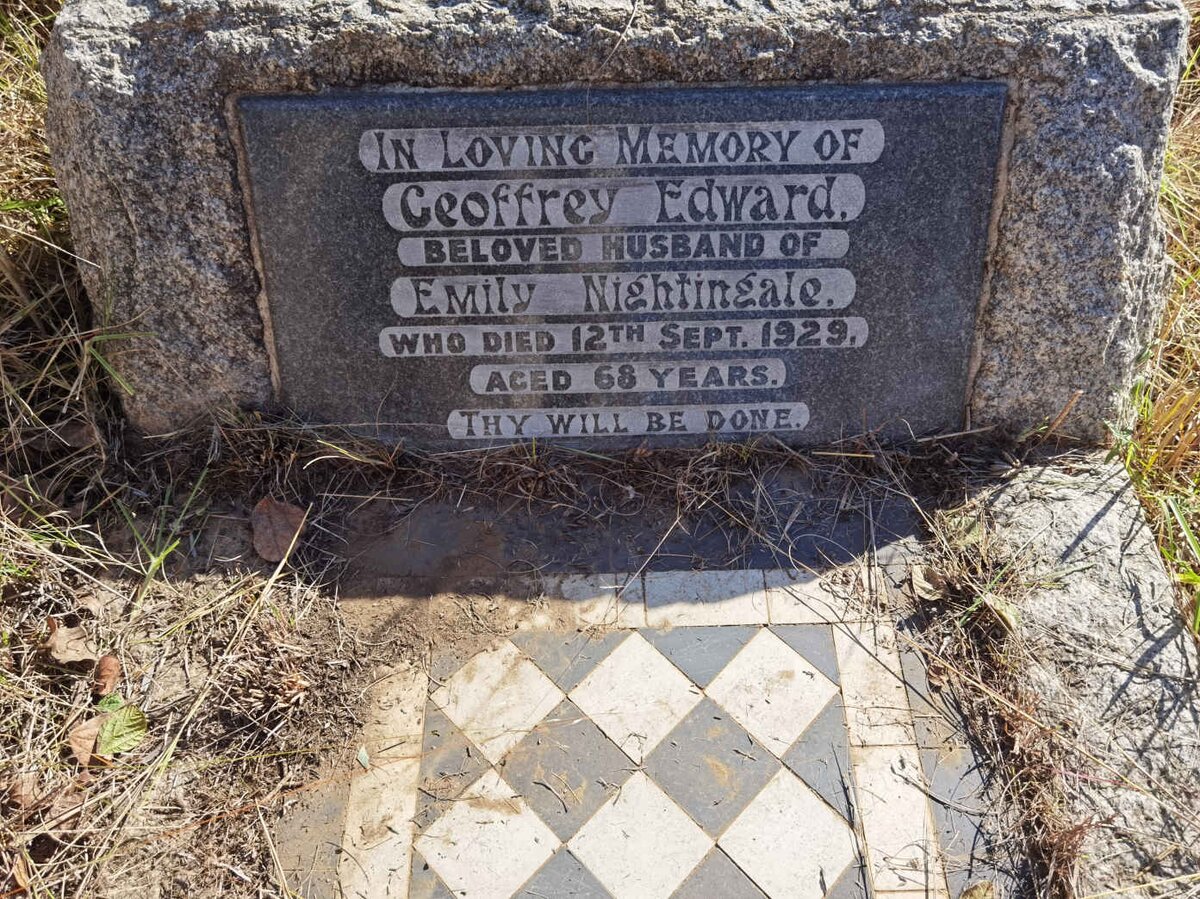 IN LOVING MEMORY OF
Geoffrey Edward,
BELOVED HUSBAND OF
Emily Nightingale,
WHO DIED 12TH SEPT. 1929,
AGED 68 YEARS.
THY WILL BE DONE.